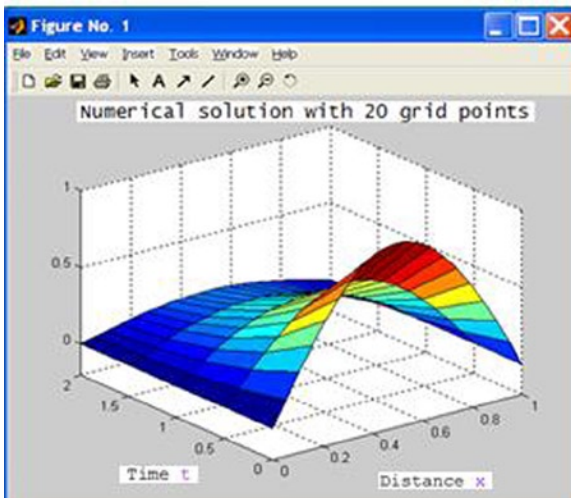 Figure No. 1
File Edit View Insert Tools Window Help
A
Numerical solution with 20 grid points
1
0.5
0
2
1.5
1
0.5
0
0
0.2
0.4
0.6
0.8
1
Time t
Distance x